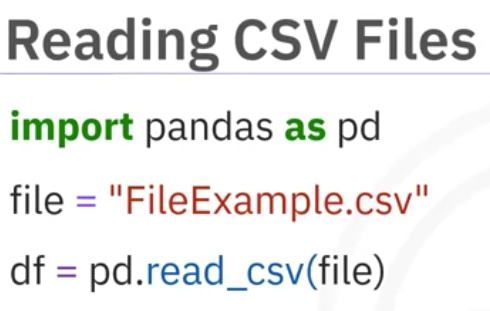 Reading CSV Files
import pandas as pd
file = "FileExample.csv"
df = pd.read_csv(file)